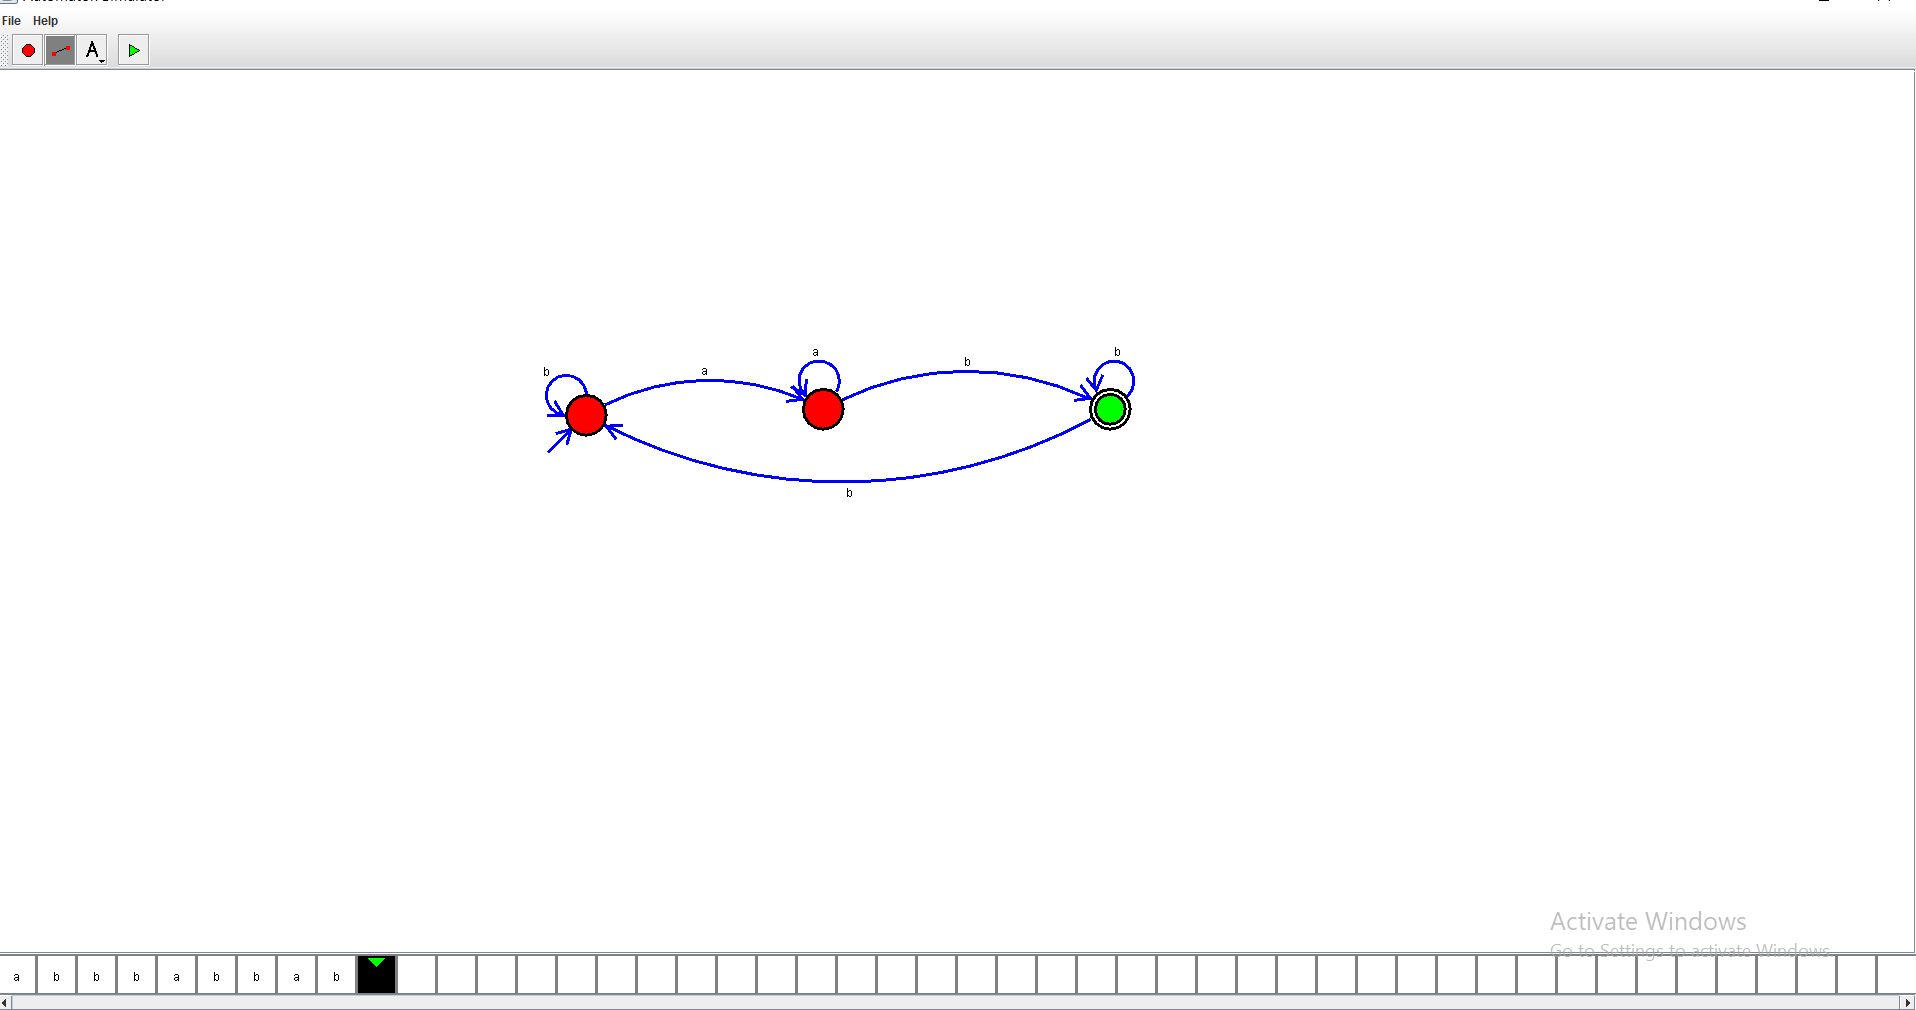 File Help
A
b
a
a
b
b
b
Activate Windows
Go to Settings to activate Windows.
a b b b a b b a b